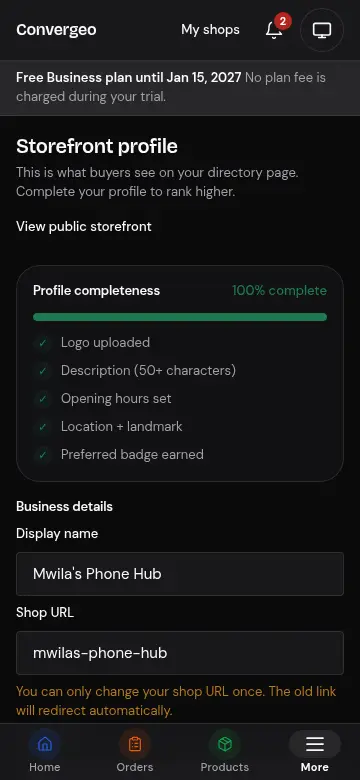 Convergeo
My shops
2
Free Business plan until Jan 15, 2027 No plan fee is
charged during your trial.
Storefront profile
This is what buyers see on your directory page.
Complete your profile to rank higher.
View public storefront
Profile completeness
100% complete
✓ Logo uploaded
✓ Description (50+ characters)
✓ Opening hours set
✓ Location + landmark
✓ Preferred badge earned
Business details
Display name
Mwila's Phone Hub
Shop URL
mwilas-phone-hub
You can only change your shop URL once. The old link
will redirect automatically.
Home
Orders
Products
More